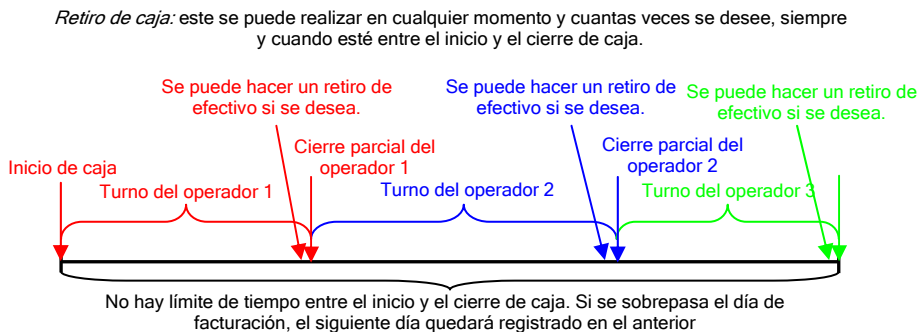 Retiro de caja: este se puede realizar en cualquier momento y cuantas veces se desee, siempre
y cuando esté entre el inicio y el cierre de caja.
Se puede hacer un retiro de
efectivo si se desea.
Se puede hacer un retiro de
efectivo si se desea.
Se puede hacer un retiro de
efectivo si se desea.
Inicio de caja
Cierre parcial del
operador 1
Cierre parcial del
operador 2
Turno del operador 1
Turno del operador 2
Turno del operador 3
No hay límite de tiempo entre el inicio y el cierre de caja. Si se sobrepasa el día de
facturación, el siguiente día quedará registrado en el anterior